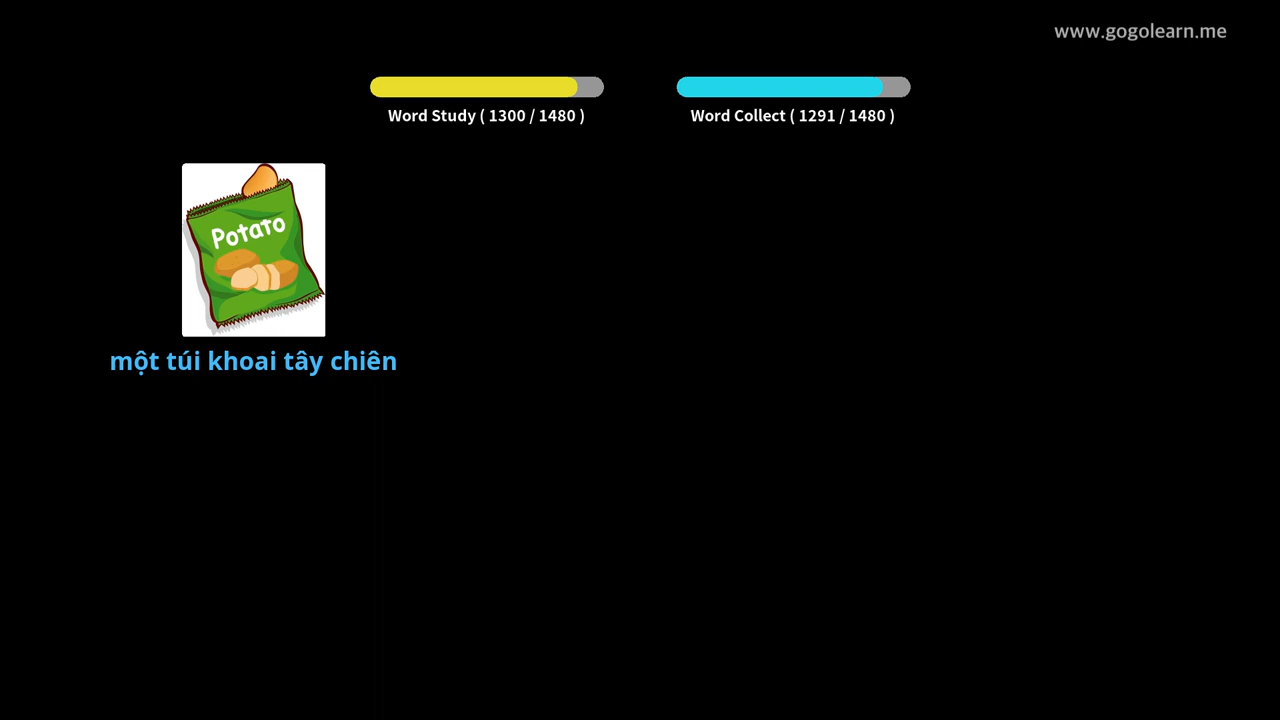 www.gogolearn.me
Word Study ( 1300 / 1480 )
Word Collect ( 1291 / 1480 )
Potato
một túi khoai tây chiên